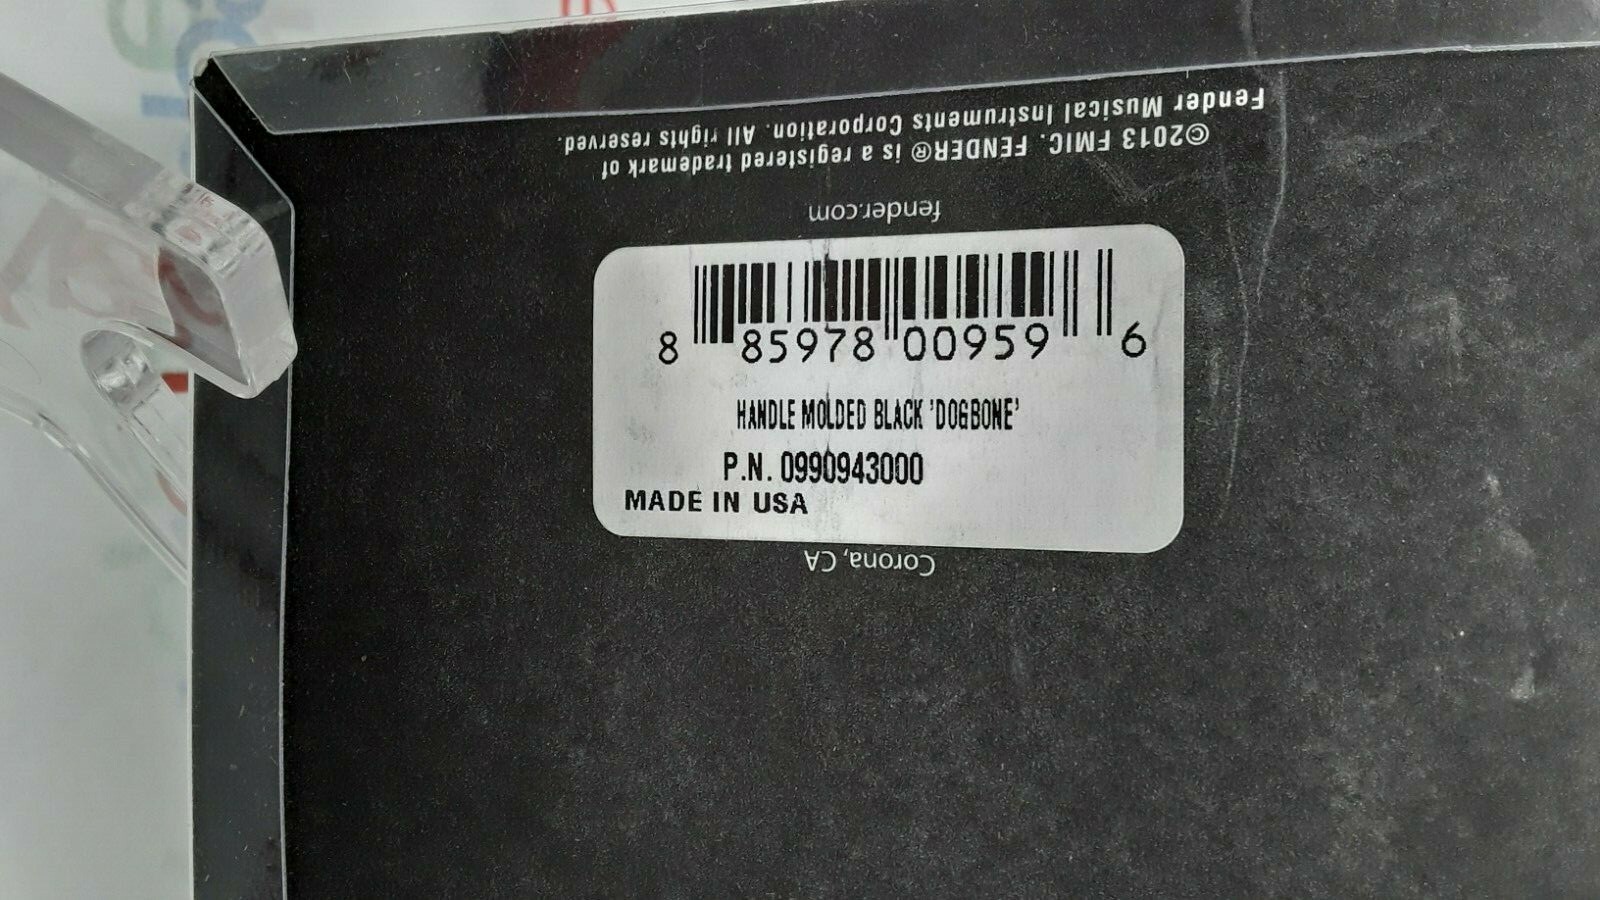 ©2013 FMIC. FENDER® is a registered trademark of
Fender Musical Instruments Corporation. All rights reserved.
fender.com
8 85978 00959 6
HANDLE MOLDED BLACK 'DOGBONE'
P.N. 0990943000
MADE IN USA
Corona, CA